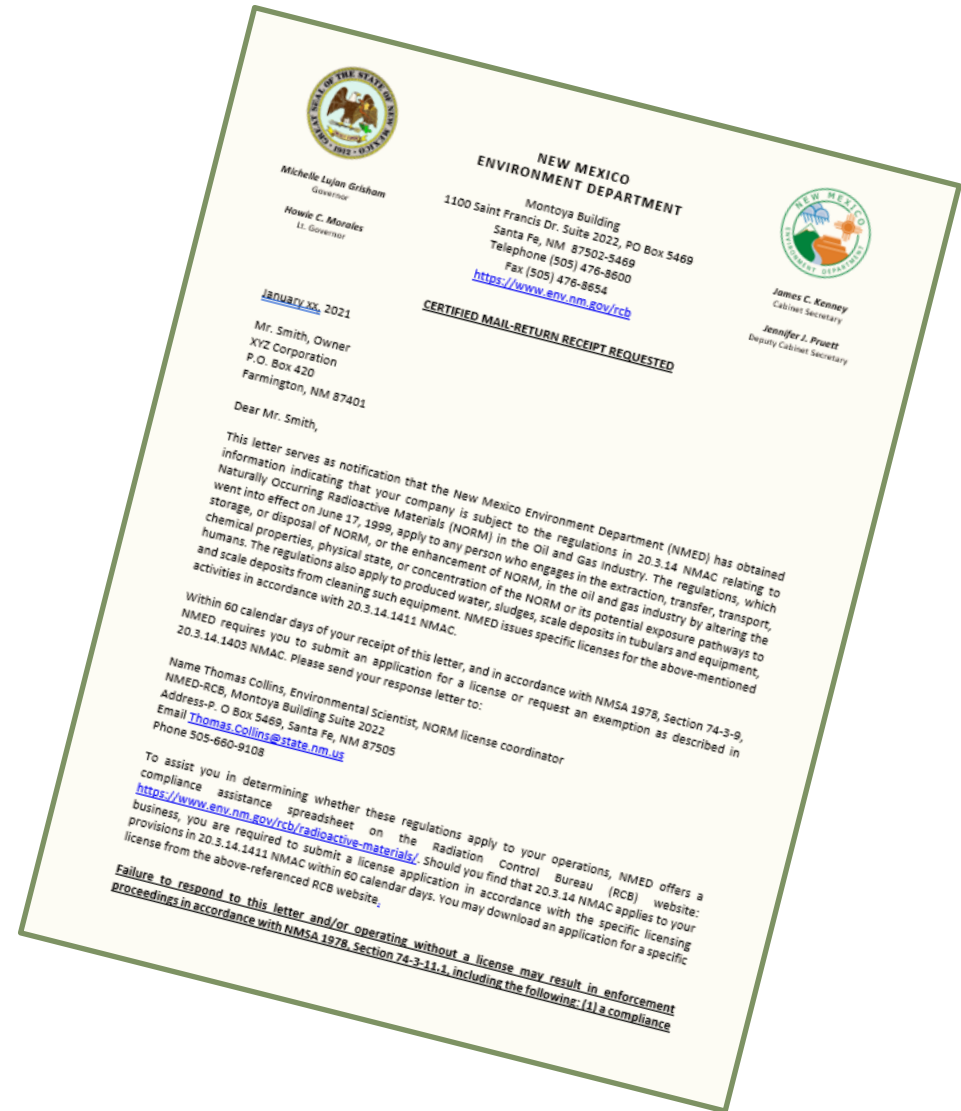 GREAT SEAL OF THE STATE OF NEW MEXICO
1912
Michelle Lujan Grisham
Governor
Howie C. Morales
Lt. Governor
NEW MEXICO
ENVIRONMENT DEPARTMENT
Montoya Building
1100 Saint Francis Dr. Suite 2022, PO Box 5469
Santa Fe, NM 87502-5469
Telephone (505) 476-8600
Fax (505) 476-8654
https://www.env.nm.gov/rcb
NEW MEXICO
ENVIRONMENT DEPARTMENT
James C. Kenney
Cabinet Secretary
Jennifer J. Pruett
Deputy Cabinet Secretary
CERTIFIED MAIL-RETURN RECEIPT REQUESTED
January xx, 2021
Mr. Smith, Owner
XYZ Corporation
P.O. Box 420
Farmington, NM 87401
Dear Mr. Smith,
This letter serves as notification that the New Mexico Environment Department (NMED) has obtained
information indicating that your company is subject to the regulations in 20.3.14 NMAC relating to
Naturally Occurring Radioactive Materials (NORM) in the Oil and Gas Industry. The regulations, which
went into effect on June 17, 1999, apply to any person who engages in the extraction, transfer, transport,
storage, or disposal of NORM, or the enhancement of NORM, in the oil and gas industry by altering the
chemical properties, physical state, or concentration of the NORM or its potential exposure pathways to
humans. The regulations also apply to produced water, sludges, scale deposits in tubulars and equipment,
and scale deposits from cleaning such equipment. NMED issues specific licenses for the above-mentioned
activities in accordance with 20.3.14.1411 NMAC.
Within 60 calendar days of your receipt of this letter, and in accordance with NMSA 1978, Section 74-3-9,
NMED requires you to submit an application for a license or request an exemption as described in
20.3.14.1403 NMAC. Please send your response letter to:
Name Thomas Collins, Environmental Scientist, NORM license coordinator
NMED-RCB, Montoya Building Suite 2022
Address-P. O Box 5469, Santa Fe, NM 87505
Email Thomas.Collins@state.nm.us
Phone 505-660-9108
To assist you in determining whether these regulations apply to your operations, NMED offers a
compliance assistance spreadsheet on the Radiation Control Bureau (RCB) website:
https://www.env.nm.gov/rcb/radioactive-materials/. Should you find that 20.3.14 NMAC applies to your
business, you are required to submit a license application in accordance with the specific licensing
provisions in 20.3.14.1411 NMAC within 60 calendar days. You may download an application for a specific
license from the above-referenced RCB website.
Failure to respond to this letter and/or operating without a license may result in enforcement
proceedings in accordance with NMSA 1978, Section 74-3-11.1, including the following: (1) a compliance